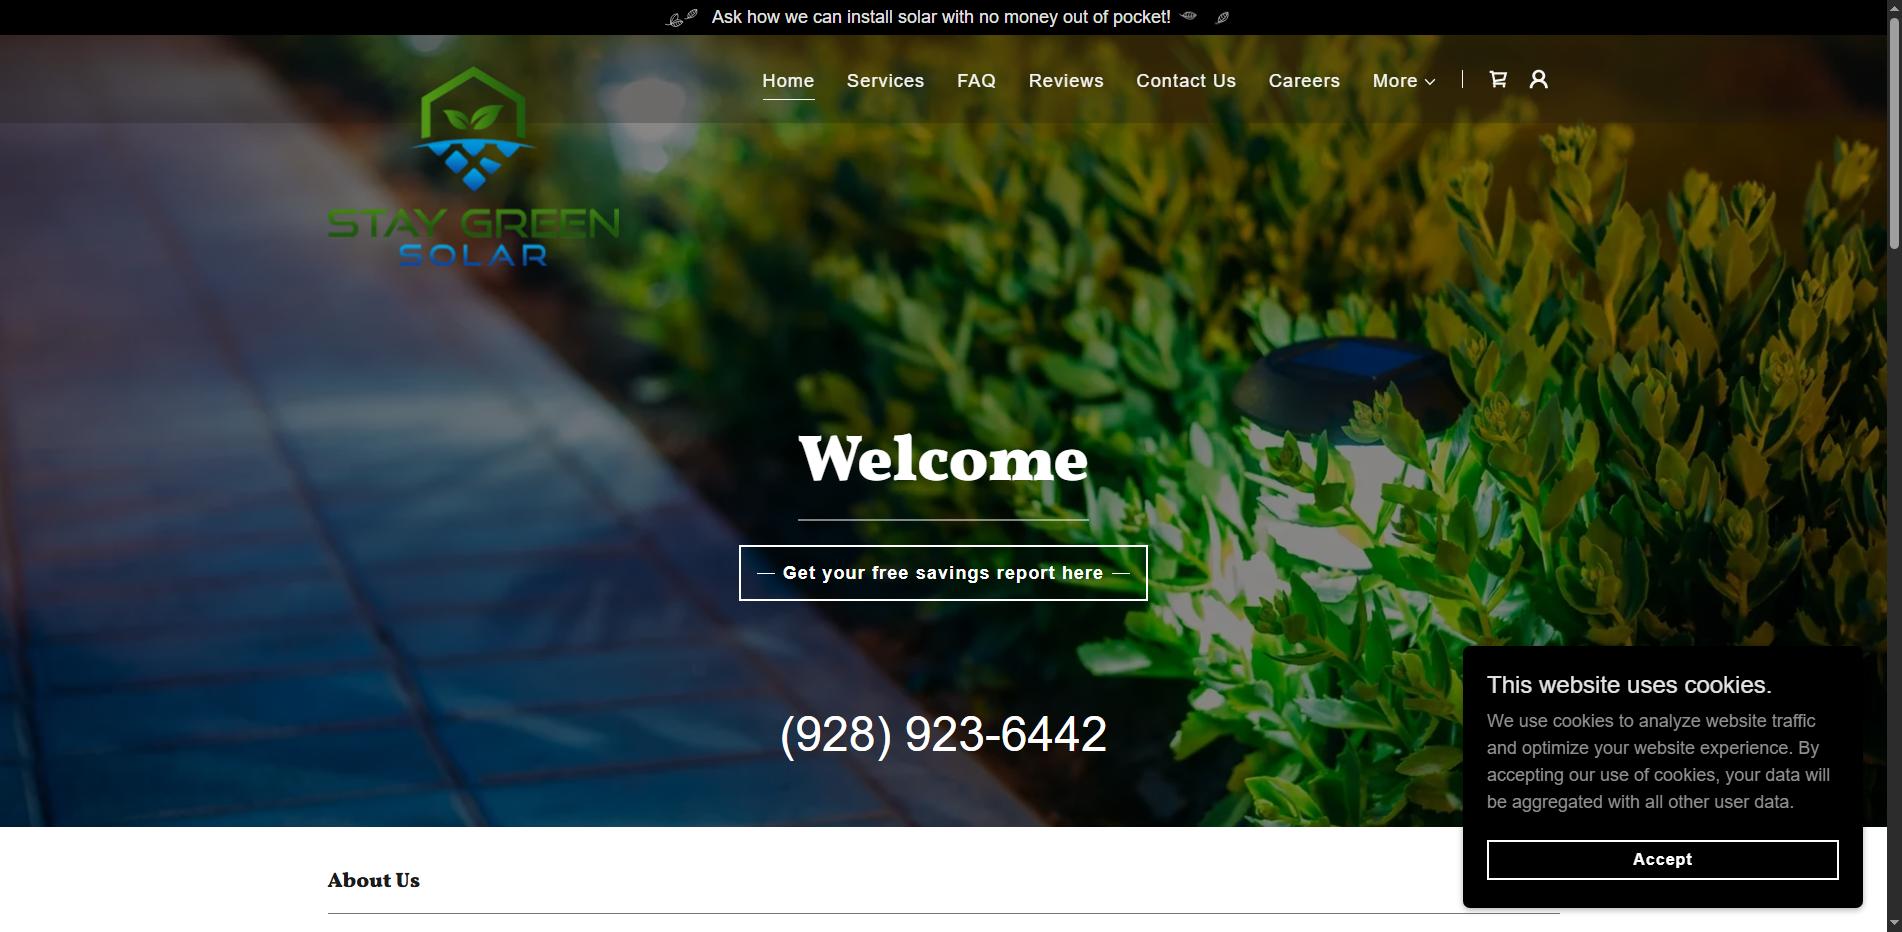 Ask how we can install solar with no money out of pocket!
Home Services FAQ Reviews Contact Us Careers More
STAY GREEN
SOLAR
Welcome
Get your free savings report here
(928) 923-6442
This website uses cookies.
We use cookies to analyze website traffic
and optimize your website experience. By
accepting our use of cookies, your data will
be aggregated with all other user data.
Accept
About Us